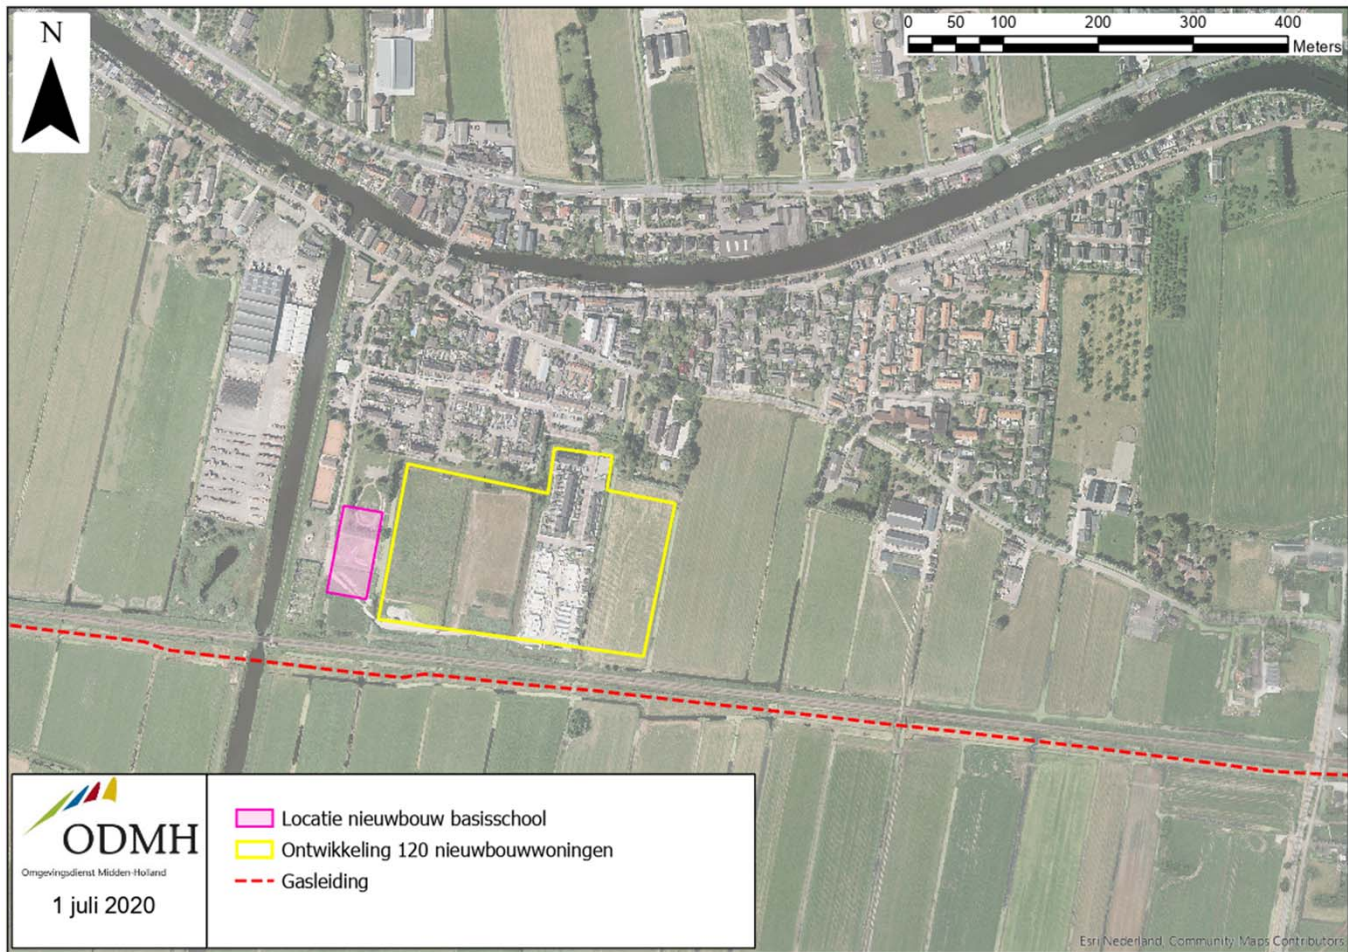 N
0 50 100 200 300 400
Meters
ODMH
Omgevingsdienst Midden-Holland
1 juli 2020
Locatie nieuwbouw basisschool
Ontwikkeling 120 nieuwbouwwoningen
Gasleiding
Esri Nederland, Community Maps Contributors